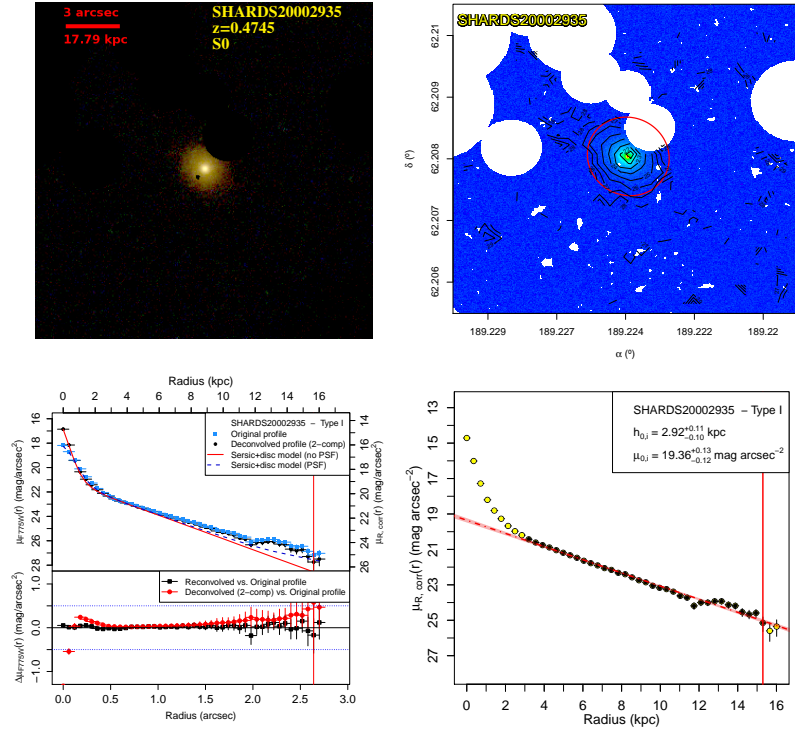 3 arcsec
17.79 kpc
SHARDS20002935
z=0.4745
S0
SHARDS20002935
62.21
62.209
62.208
62.207
62.206
δ (º)
189.229 189.227 189.224 189.222 189.22
α (º)
Radius (kpc)
0 2 4 6 8 10 12 14 16
SHARDS20002935 − Type I
Original profile
Deconvolved profile (2−comp)
Sersic+disc model (no PSF)
Sersic+disc model (PSF)
16 18 20 22 24 26 28
μF775W(r) (mag/arcsec²)
14 16 18 20 22 24 26
μR, corr(r) (mag/arcsec²)
Reconvolved vs. Original profile
Deconvolved (2−comp) vs. Original profile
1.0
0.0
−1.0
ΔμF775W(r) (mag/arcsec²)
0.0 0.5 1.0 1.5 2.0 2.5 3.0
Radius (arcsec)
SHARDS20002935 − Type I
h0,i = 2.92 +0.11 −0.10 kpc
μ0,i = 19.36 +0.13 −0.12 mag arcsec−2
13
15
17
19
21
23
25
27
μR, corr(r) (mag arcsec−2)
0 2 4 6 8 10 12 14 16
Radius (kpc)